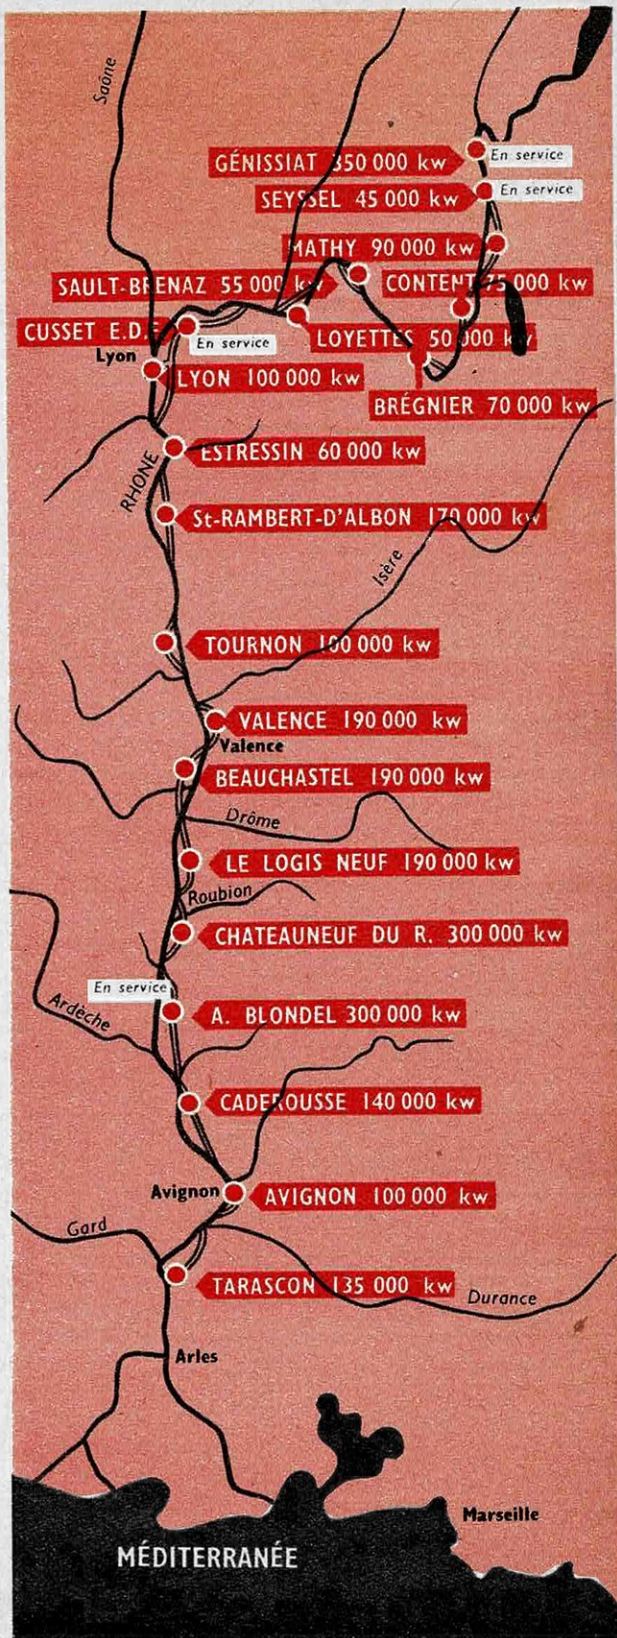 Saône
GÉNISSIAT 350 000 kw
En service
SEYSSEL 45 000 kw
En service
MATHY 90 000 kw
SAULT-BRENAZ 55 000 kw
CONTENT 75 000 kw
CUSSET E.D.F
En service
LOYETTES 50 000 kw
Lyon
LYON 100 000 kw
BRÉGNIER 70 000 kw
ESTRESSIN 60 000 kw
RHONE
St-RAMBERT-D'ALBON 170 000 kw
Isère
TOURNON 100 000 kw
VALENCE 190 000 kw
Valence
BEAUCHASTEL 190 000 kw
Drôme
LE LOGIS NEUF 190 000 kw
Roubion
CHATEAUNEUF DU R. 300 000 kw
En service
Ardèche
A. BLONDEL 300 000 kw
CADEROUSSE 140 000 kw
Avignon
AVIGNON 100 000 kw
Gard
TARASCON 135 000 kw
Durance
Arles
Marseille
MÉDITERRANÉE